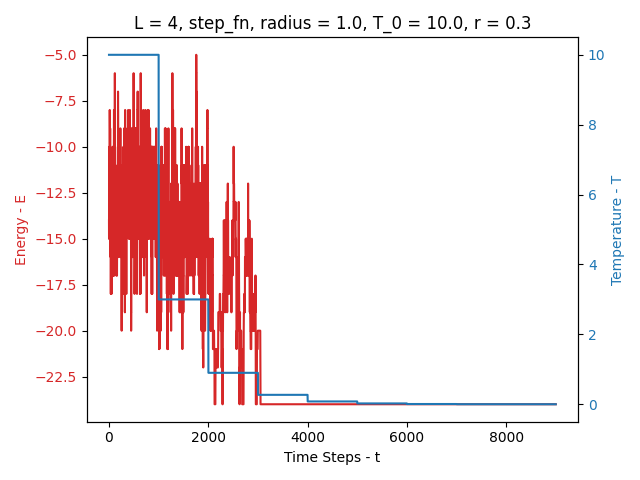 L = 4, step_fn, radius = 1.0, T_0 = 10.0, r = 0.3
Energy - E
−5.0
−7.5
−10.0
−12.5
−15.0
−17.5
−20.0
−22.5
10
8
6
4
2
0
Temperature - T
0 2000 4000 6000 8000
Time Steps - t